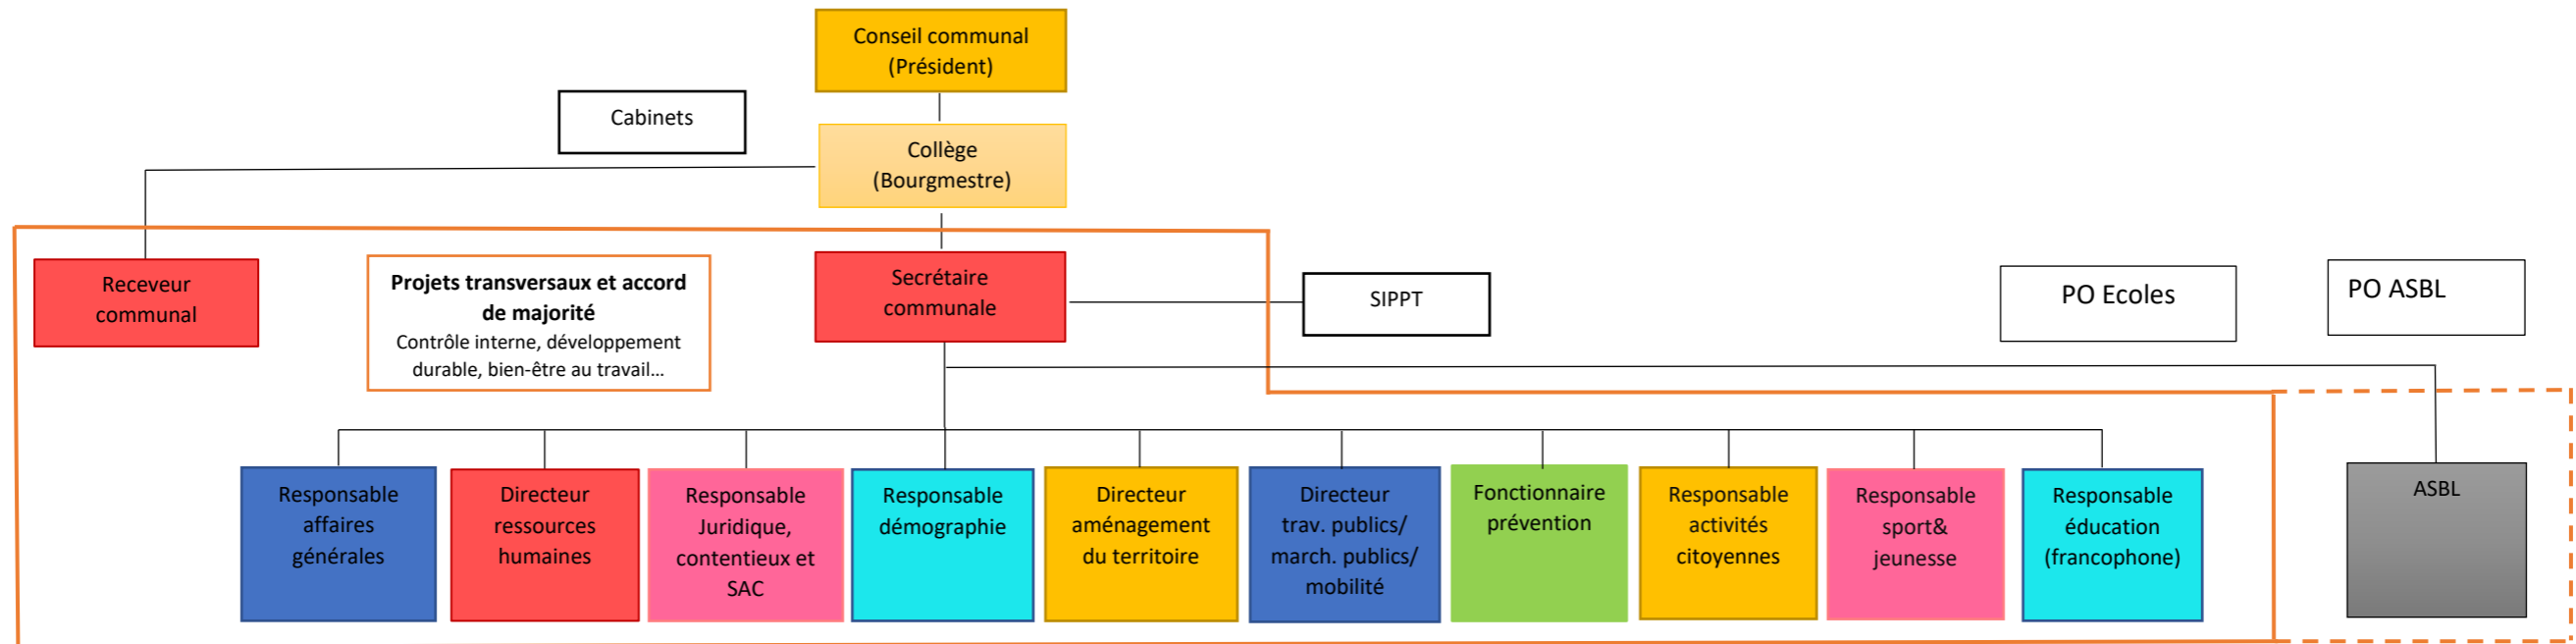 Conseil communal
(Président)
Cabinets
Collège
(Bourgmestre)
Receveur
communal
Projets transversaux et accord
de majorité
Contrôle interne, développement
durable, bien-être au travail...
Secrétaire
communale
SIPPT
PO Ecoles
PO ASBL
Responsable
affaires
générales
Directeur
ressources
humaines
Responsable
Juridique,
contentieux et
SAC
Responsable
démographie
Directeur
aménagement
du territoire
Directeur
trav. publics/
march. publics/
mobilité
Fonctionnaire
prévention
Responsable
activités
citoyennes
Responsable
sport&
jeunesse
Responsable
éducation
(francophone)
ASBL